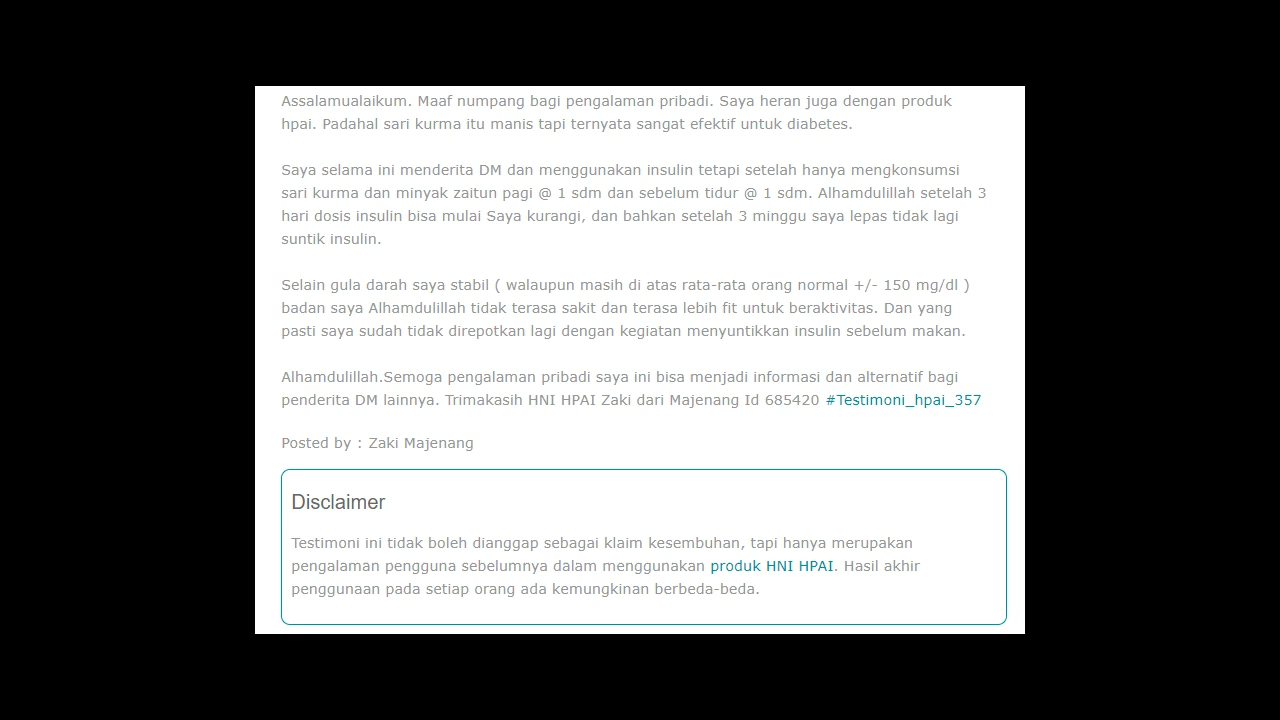 Assalamualaikum. Maaf numpang bagi pengalaman pribadi. Saya heran juga dengan produk
hpai. Padahal sari kurma itu manis tapi ternyata sangat efektif untuk diabetes.
Saya selama ini menderita DM dan menggunakan insulin tetapi setelah hanya mengkonsumsi
sari kurma dan minyak zaitun pagi @ 1 sdm dan sebelum tidur @ 1 sdm. Alhamdulillah setelah 3
hari dosis insulin bisa mulai Saya kurangi, dan bahkan setelah 3 minggu saya lepas tidak lagi
suntik insulin.
Selain gula darah saya stabil ( walaupun masih di atas rata-rata orang normal +/- 150 mg/dl )
badan saya Alhamdulillah tidak terasa sakit dan terasa lebih fit untuk beraktivitas. Dan yang
pasti saya sudah tidak direpotkan lagi dengan kegiatan menyuntikkan insulin sebelum makan.
Alhamdulillah.Semoga pengalaman pribadi saya ini bisa menjadi informasi dan alternatif bagi
penderita DM lainnya. Trimakasih HNI HPAI Zaki dari Majenang Id 685420 #Testimoni_hpai_357
Posted by : Zaki Majenang
Disclaimer
Testimoni ini tidak boleh dianggap sebagai klaim kesembuhan, tapi hanya merupakan
pengalaman pengguna sebelumnya dalam menggunakan produk HNI HPAI. Hasil akhir
penggunaan pada setiap orang ada kemungkinan berbeda-beda.